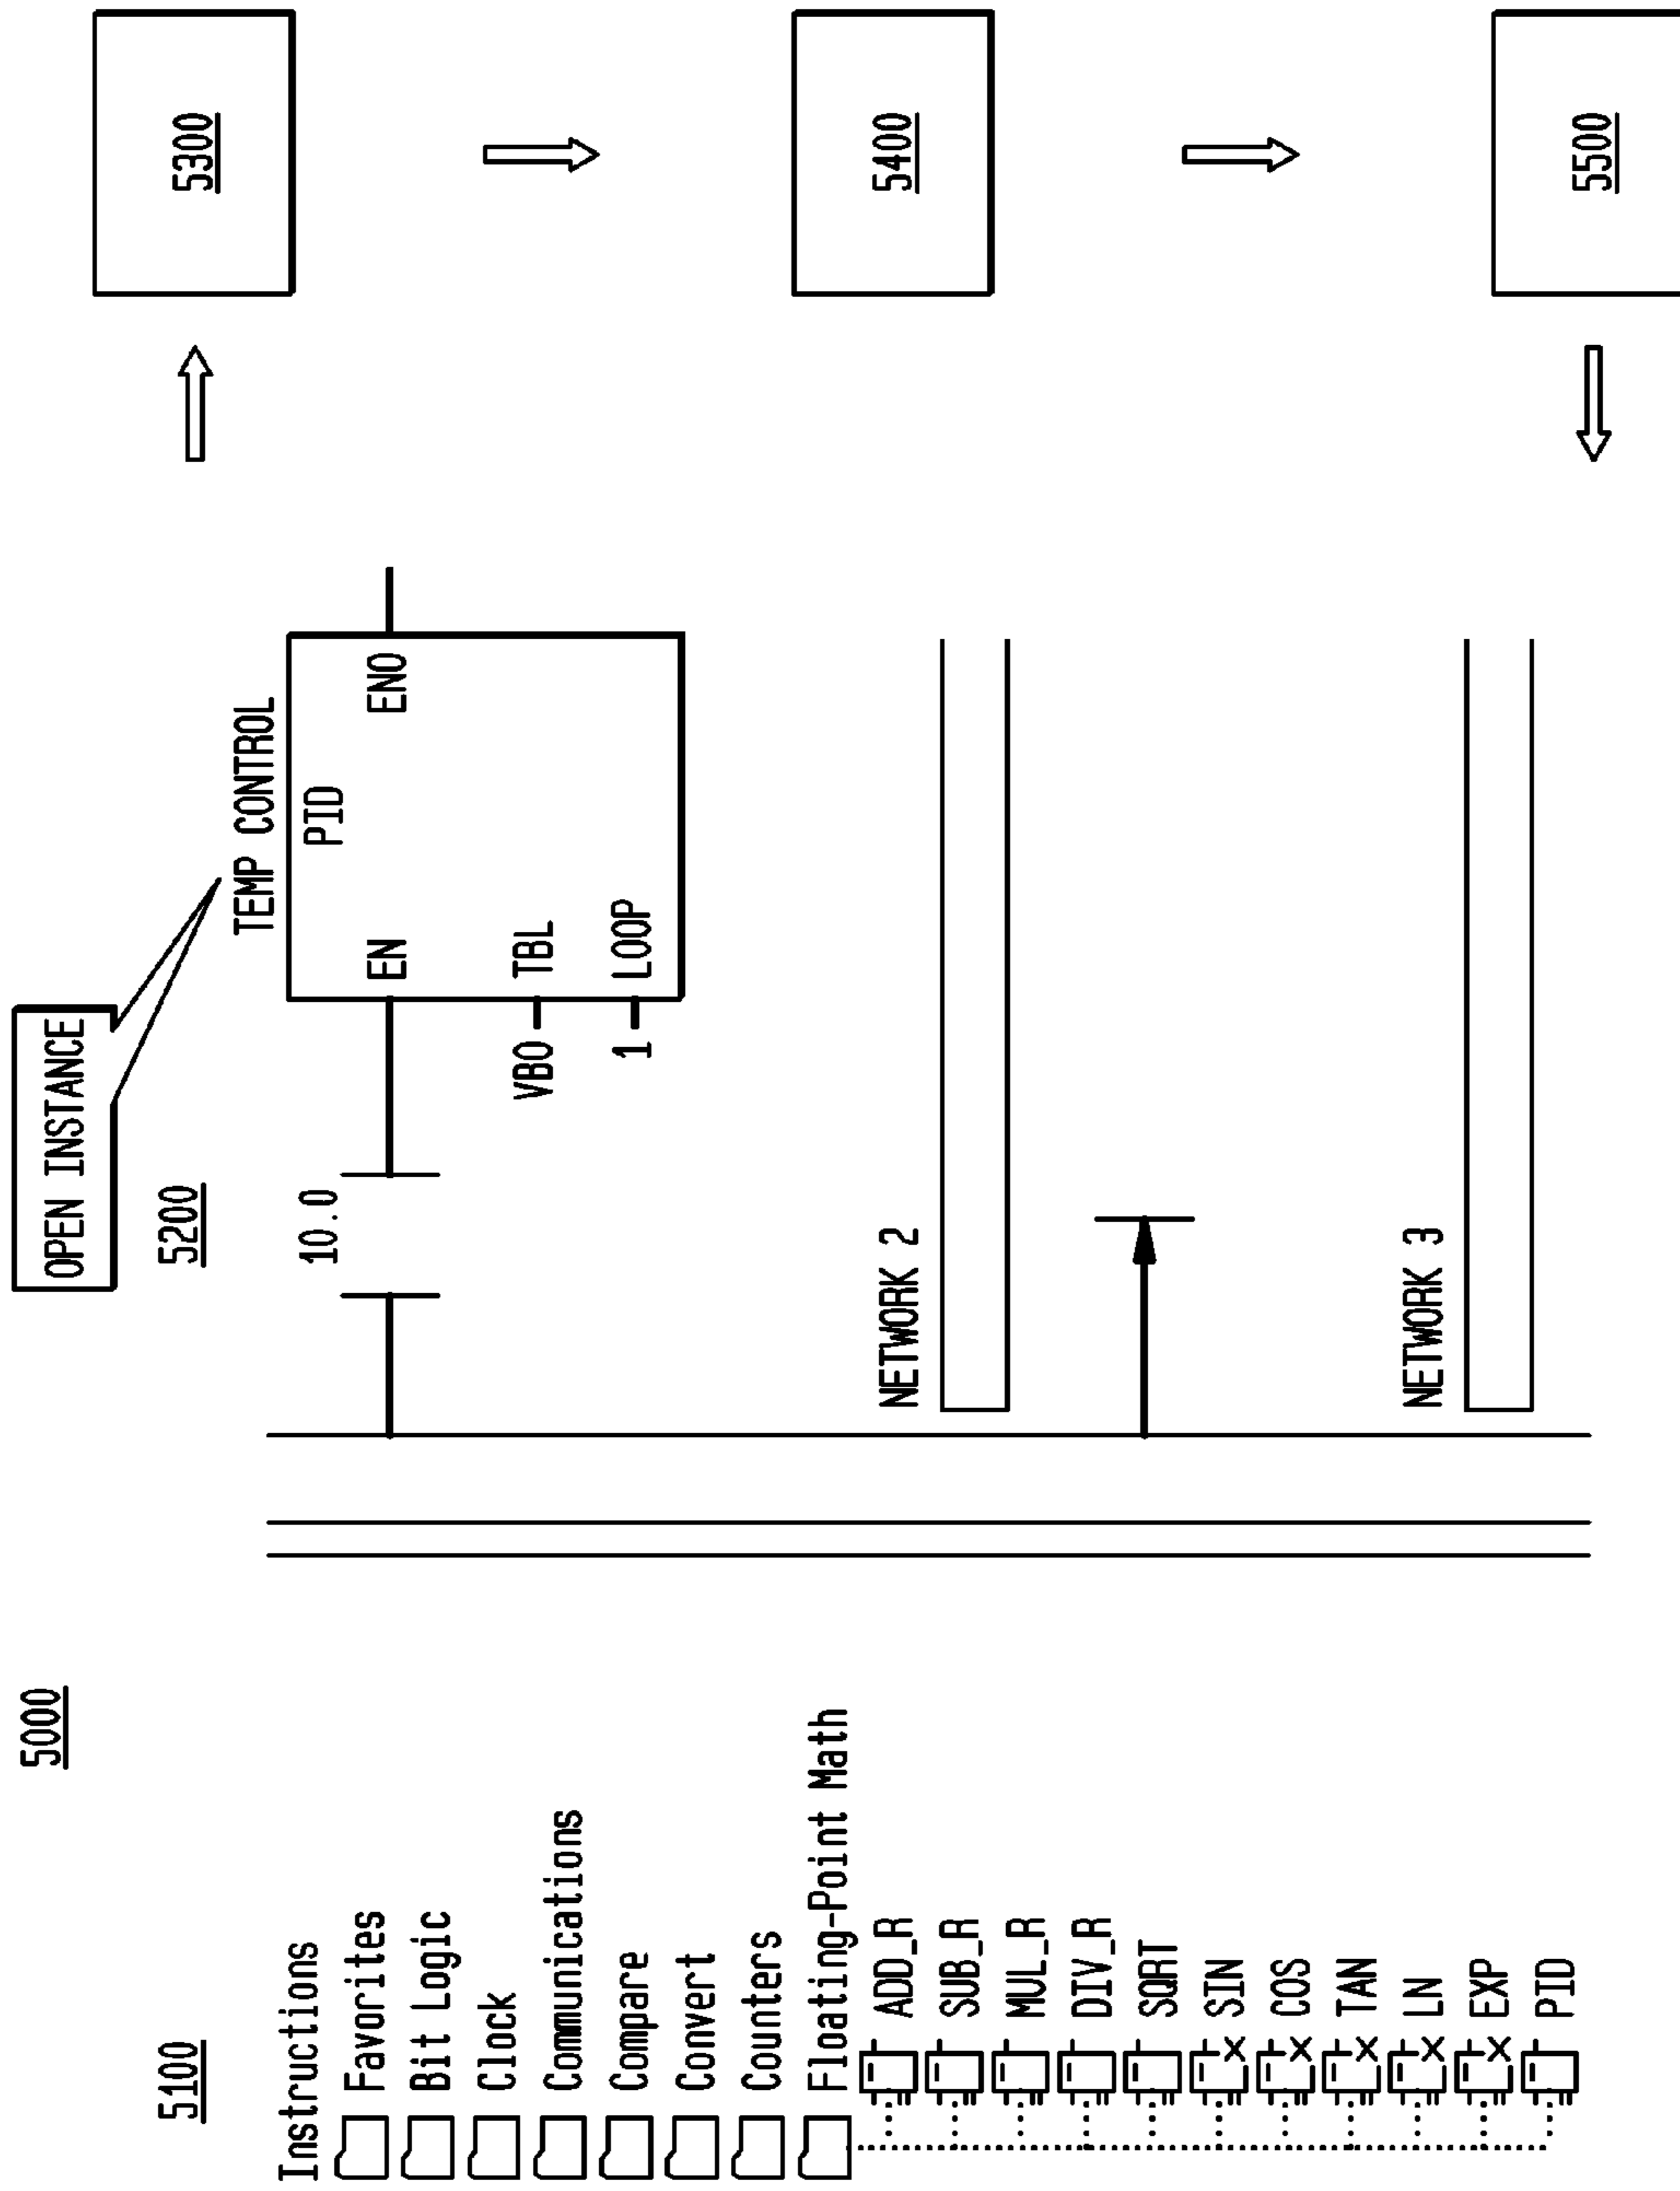 5000
5100
Instructions
Favorites
Bit Logic
Clock
Communications
Compare
Convert
Counters
Floating-Point Math
ADD_R
SUB_R
MUL_R
DIV_R
SQRT
SIN
COS
TAN
LN
EXP
PID
OPEN INSTANCE
5200
TEMP CONTROL
10.0
PID
EN
ENO
VB0
TBL
1
LOOP
NETWORK 2
NETWORK 3
5300
5400
5500